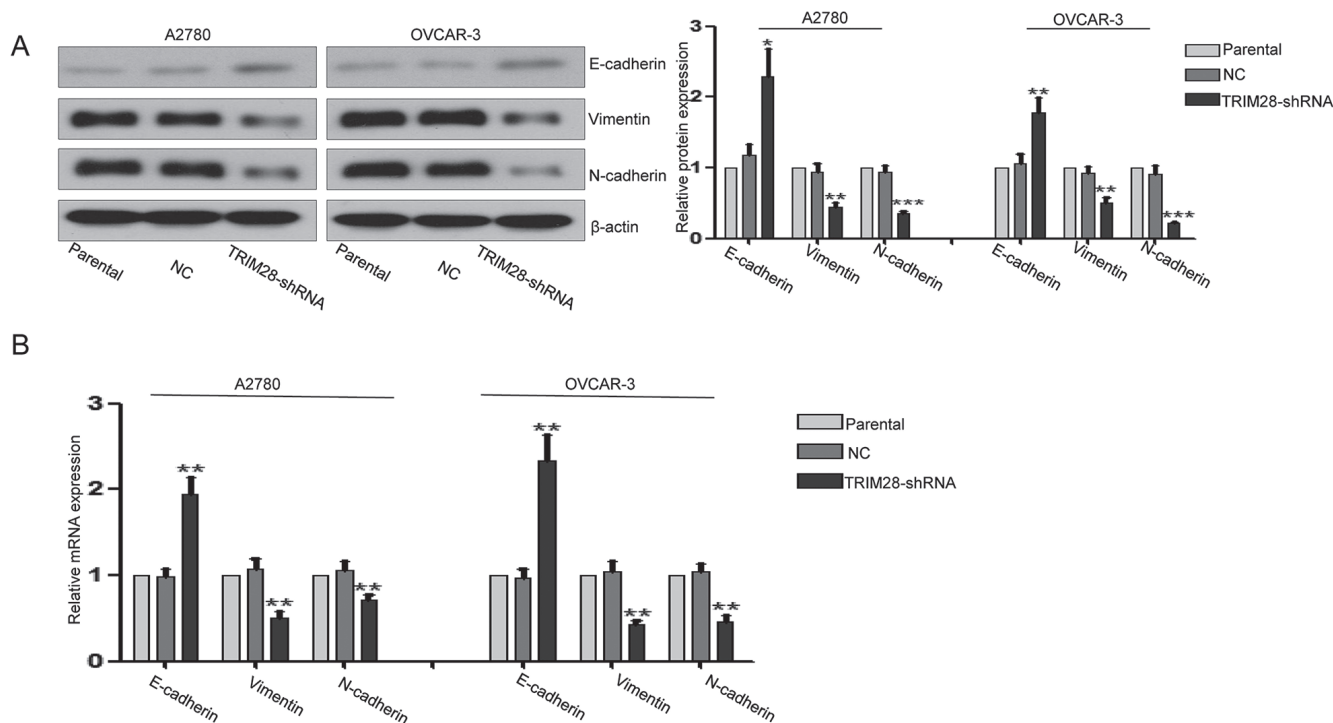 A
A2780
OVCAR-3
E-cadherin
Vimentin
N-cadherin
β-actin
Parental
NC
TRIM28-shRNA
Parental
NC
TRIM28-shRNA
A2780
OVCAR-3
Relative protein expression
3
2
1
0
*
**
***
**
**
***
E-cadherin
Vimentin
N-cadherin
E-cadherin
Vimentin
N-cadherin
Parental
NC
TRIM28-shRNA
B
A2780
OVCAR-3
Relative mRNA expression
3
2
1
0
**
**
**
**
**
**
E-cadherin
Vimentin
N-cadherin
E-cadherin
Vimentin
N-cadherin
Parental
NC
TRIM28-shRNA